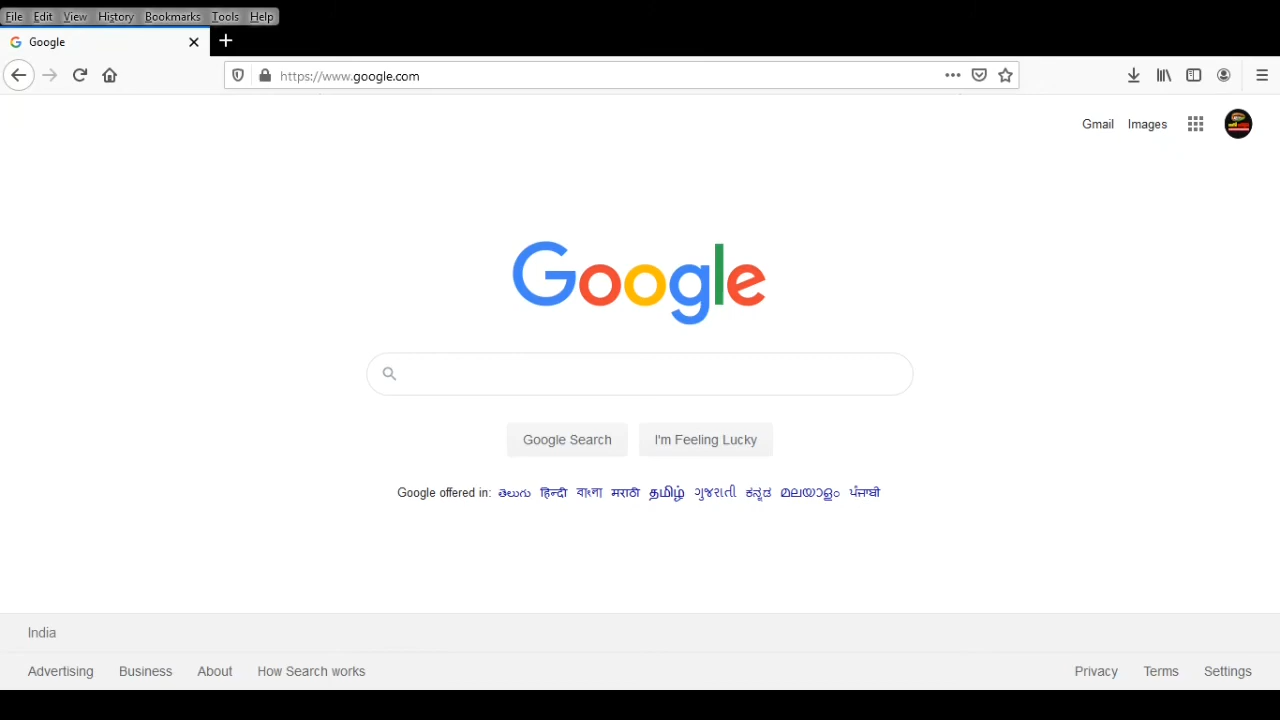 File Edit View History Bookmarks Tools Help
Google
https://www.google.com
Gmail Images
Google
Google Search I'm Feeling Lucky
Google offered in: తెలుగు हिन्दी বাংলা मराठी தமிழ் ગુજરાતી ಕನ್ನಡ മലയാളം ਪੰਜਾਬੀ
India
Advertising Business About How Search works Privacy Terms Settings